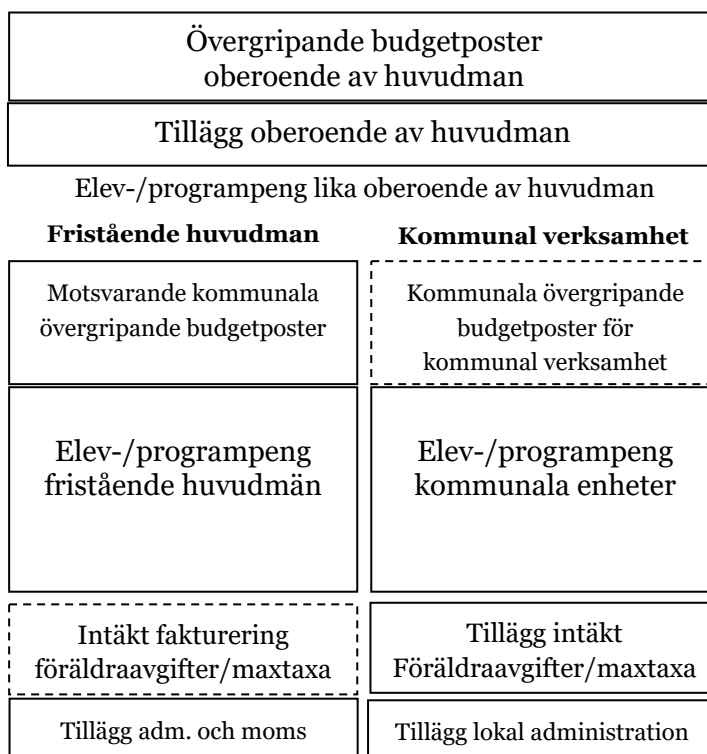 Övergripande budgetposter
oberoende av huvudman
Tillägg oberoende av huvudman
Elev-/programpeng lika oberoende av huvudman
Fristående huvudman
Motsvarande kommunala
övergripande budgetposter
Elev-/programpeng
fristående huvudmän
Intäkt fakturering
föräldraavgifter/maxtaxa
Tillägg adm. och moms
Kommunal verksamhet
Kommunala övergripande
budgetposter för
kommunal verksamhet
Elev-/programpeng
kommunala enheter
Tillägg intäkt
Föräldraavgifter/maxtaxa
Tillägg lokal administration